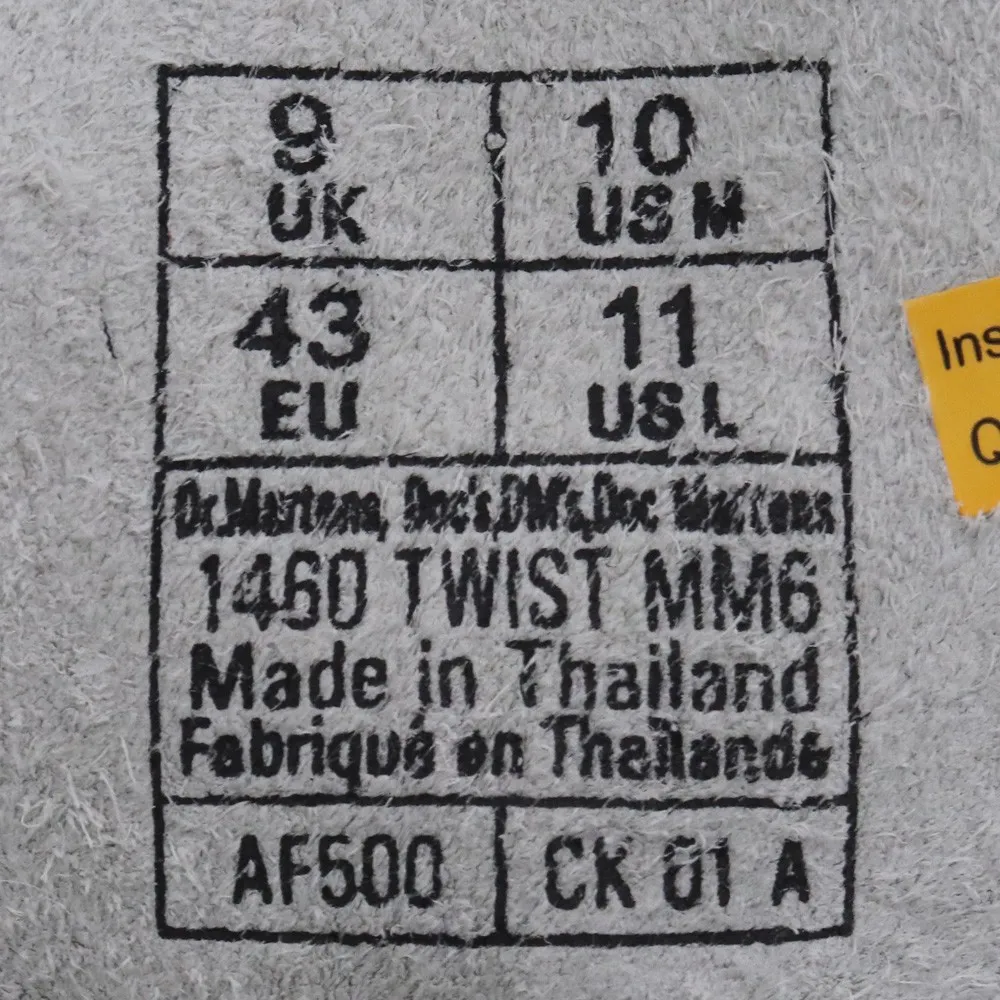 9 10
UK US M
43 11
EU US L
Dr.Martens, Doc's,DM's,Doc Martens
1460 TWIST MM6
Made in Thailand
Fabriqué en Thaïlande
AF500 CK 01 A
Ins
Q